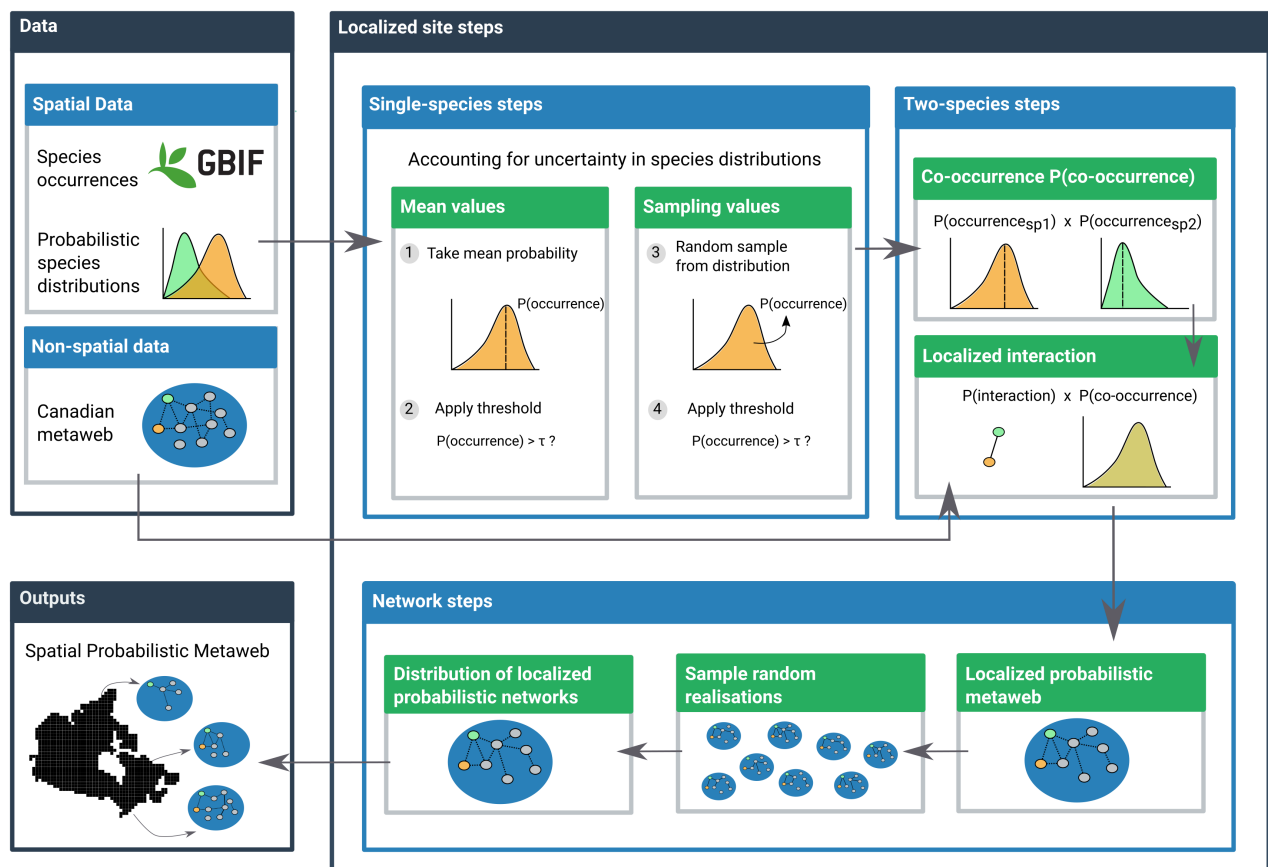 Data
Spatial Data
Species
occurrences
GBIF
Probabilistic
species
distributions
Non-spatial data
Canadian
metaweb
Localized site steps
Single-species steps
Accounting for uncertainty in species distributions
Mean values
1 Take mean probability
P(occurrence)
2 Apply threshold
P(occurrence) > τ ?
Sampling values
3 Random sample
from distribution
P(occurrence)
4 Apply threshold
P(occurrence) > τ ?
Two-species steps
Co-occurrence P(co-occurrence)
P(occurrencesp1) x P(occurrencesp2)
Localized interaction
P(interaction) x P(co-occurrence)
Network steps
Localized probabilistic
metaweb
Sample random
realisations
Distribution of localized
probabilistic networks
Outputs
Spatial Probabilistic Metaweb